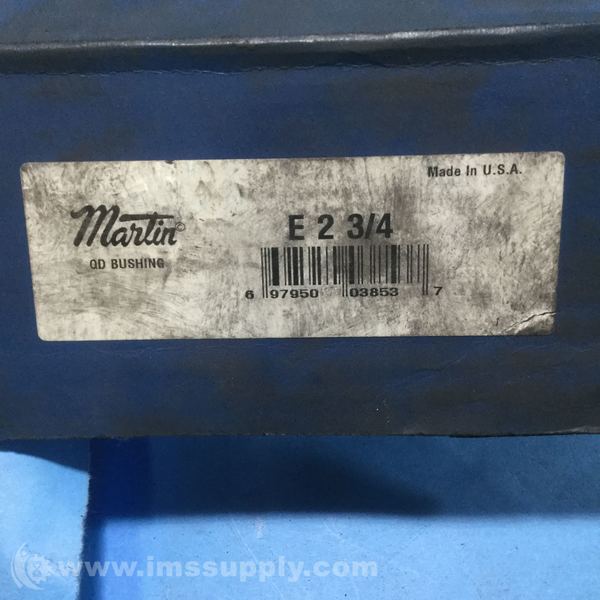 Made In U.S.A.
Martin©
E 2 3/4
QD BUSHING
6 97950 03853 7
www.imssupply.com